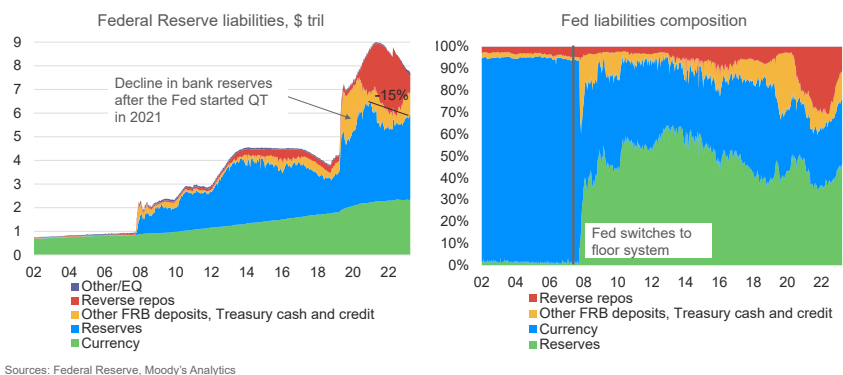 Federal Reserve liabilities, $ tril
9
8
7
6
5
4
3
2
1
0
Decline in bank reserves
after the Fed started QT
in 2021
-15%
02 04 06 08 10 12 14 16 18 20 22
Other/EQ
Reverse repos
Other FRB deposits, Treasury cash and credit
Reserves
Currency
Fed liabilities composition
100%
90%
80%
70%
60%
50%
40%
30%
20%
10%
0%
Fed switches to
floor system
02 04 06 08 10 12 14 16 18 20 22
Reverse repos
Other FRB deposits, Treasury cash and credit
Currency
Reserves
Sources: Federal Reserve, Moody's Analytics